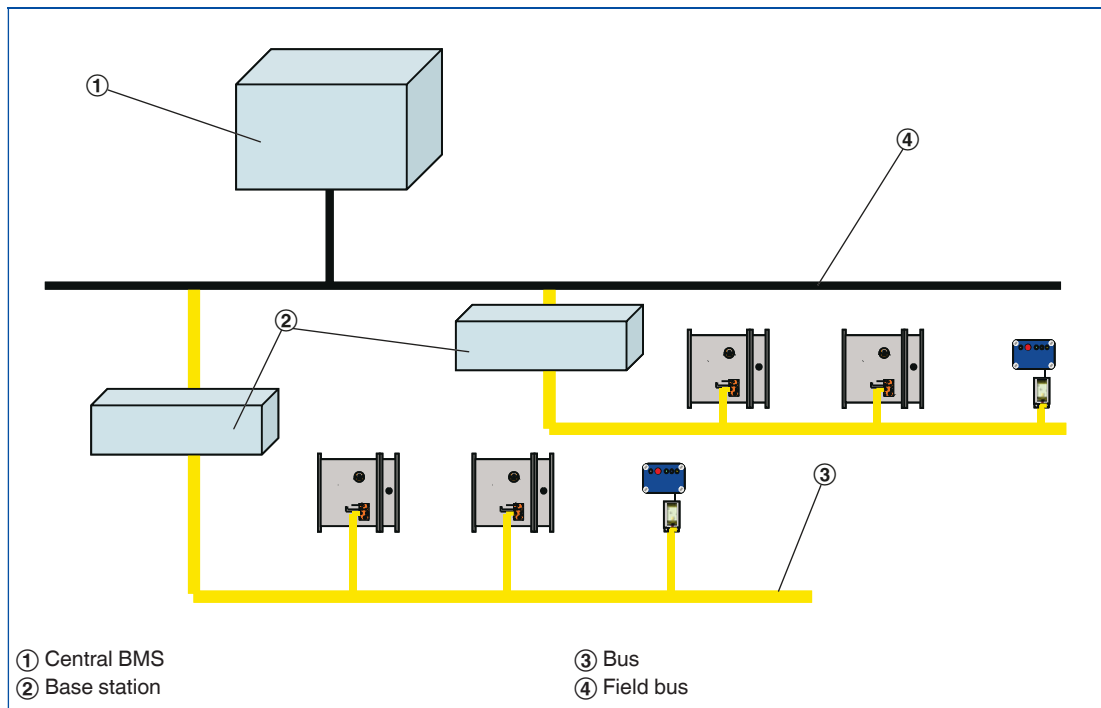 ①
④
②
③
① Central BMS
② Base station
③ Bus
④ Field bus